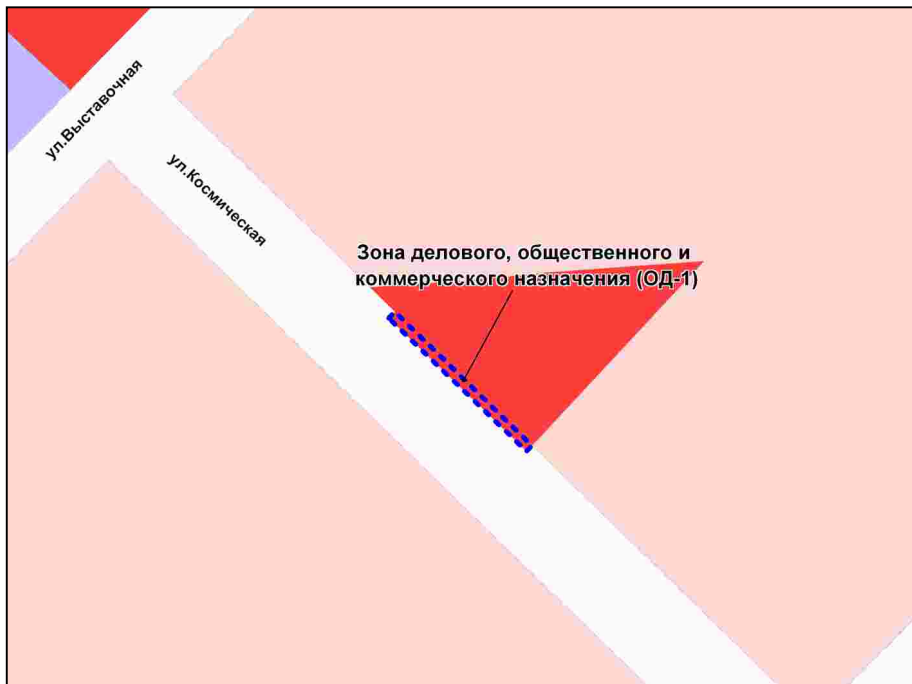 ул.Выставочная
ул.Космическая
Зона делового, общественного и
коммерческого назначения (ОД-1)